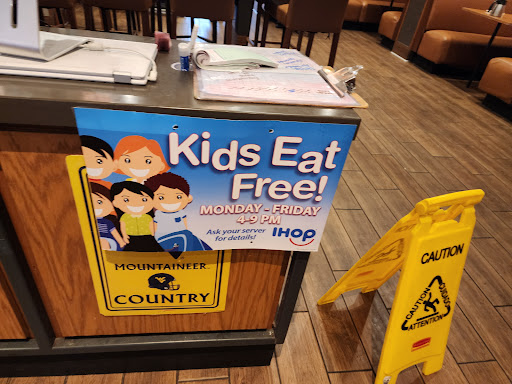 Kids Eat
Free!
MONDAY - FRIDAY
4-9 PM
Ask your server
for details!
IHOP
MOUNTAINEER
COUNTRY
CAUTION
CAUTION
CUIDADO
ATTENTION